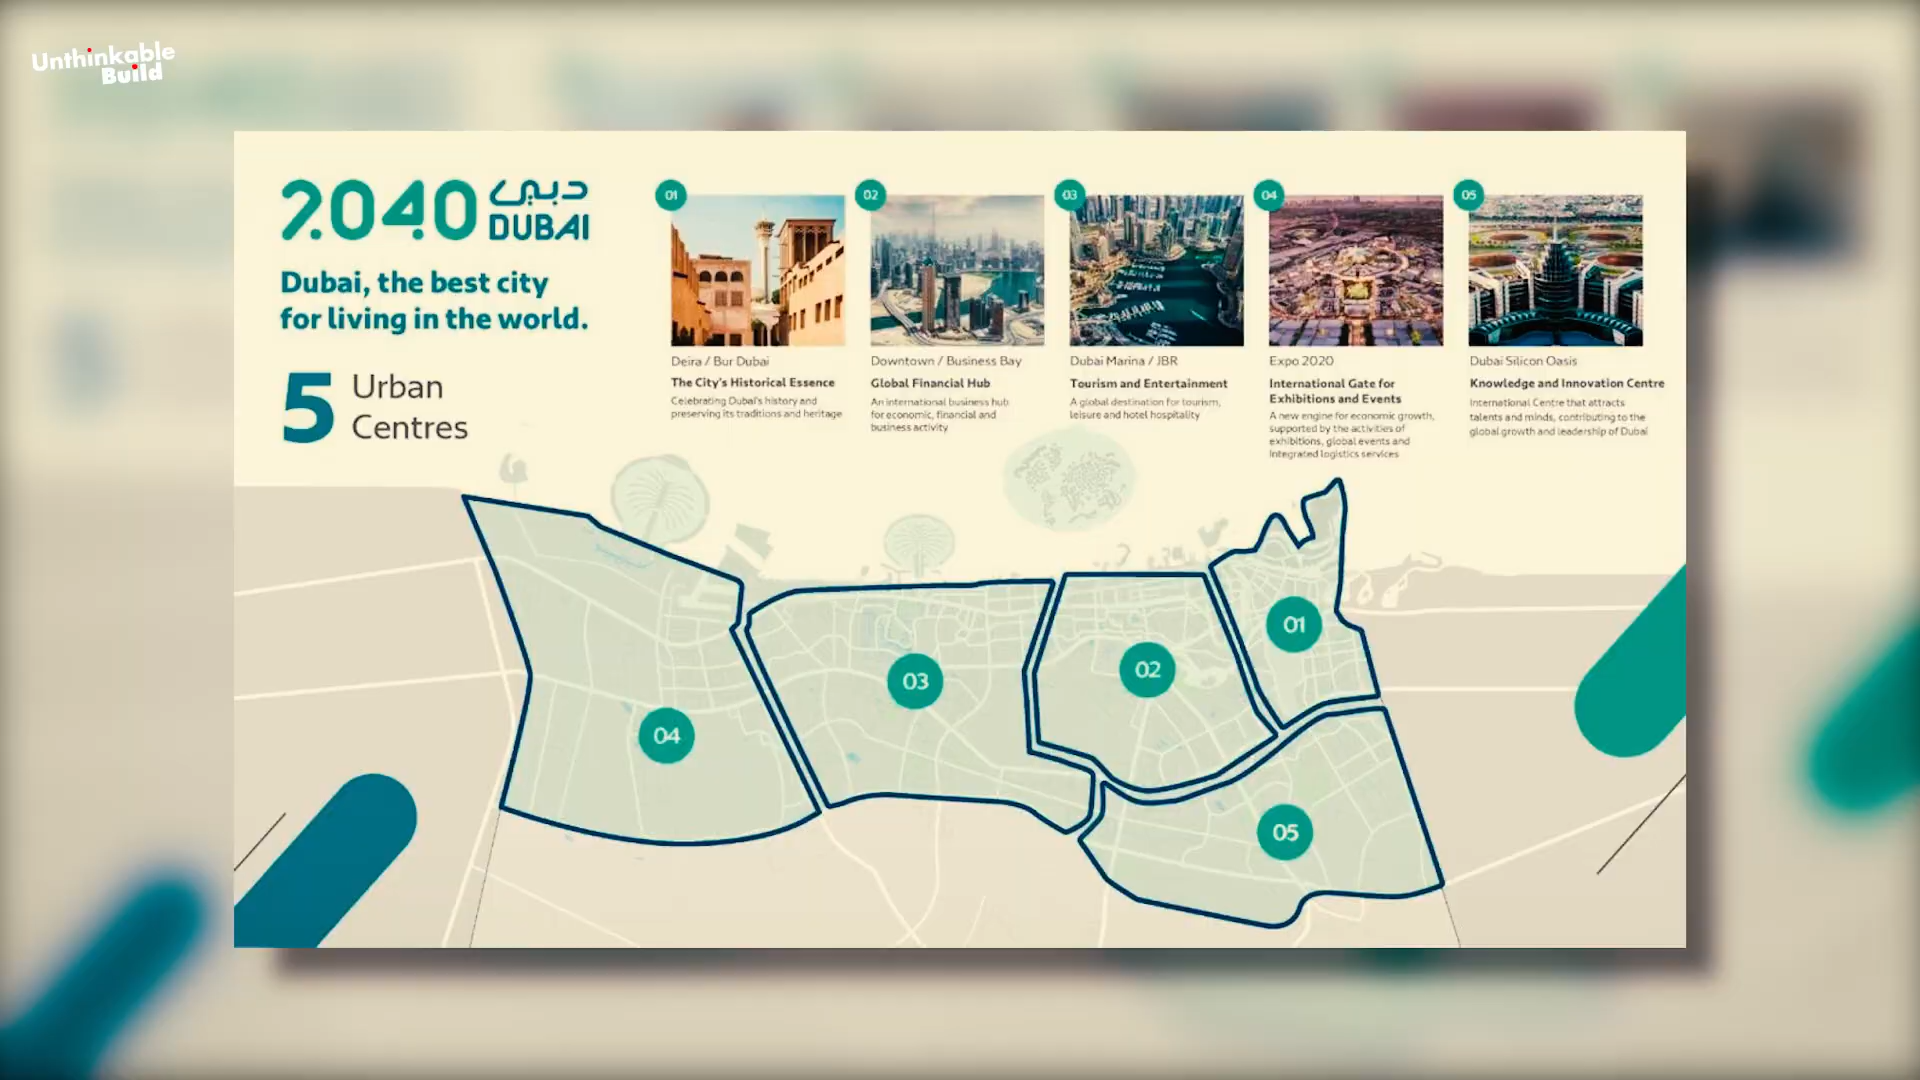 Unthinkable
Build
2040 دبي
DUBAI
Dubai, the best city
for living in the world.
5 Urban
Centres
01
Deira / Bur Dubai
The City's Historical Essence
Celebrating Dubai's history and
preserving its traditions and heritage
02
Downtown / Business Bay
Global Financial Hub
An international business hub
for economic, financial and
business activity
03
Dubai Marina / JBR
Tourism and Entertainment
A global destination for tourism,
leisure and hotel hospitality
04
Expo 2020
International Gate for
Exhibitions and Events
A new engine for economic growth,
supported by the activities of
exhibitions, global events and
integrated logistics services
05
Dubai Silicon Oasis
Knowledge and Innovation Centre
International Centre that attracts
talents and minds, contributing to the
global growth and leadership of Dubai
01
02
03
04
05